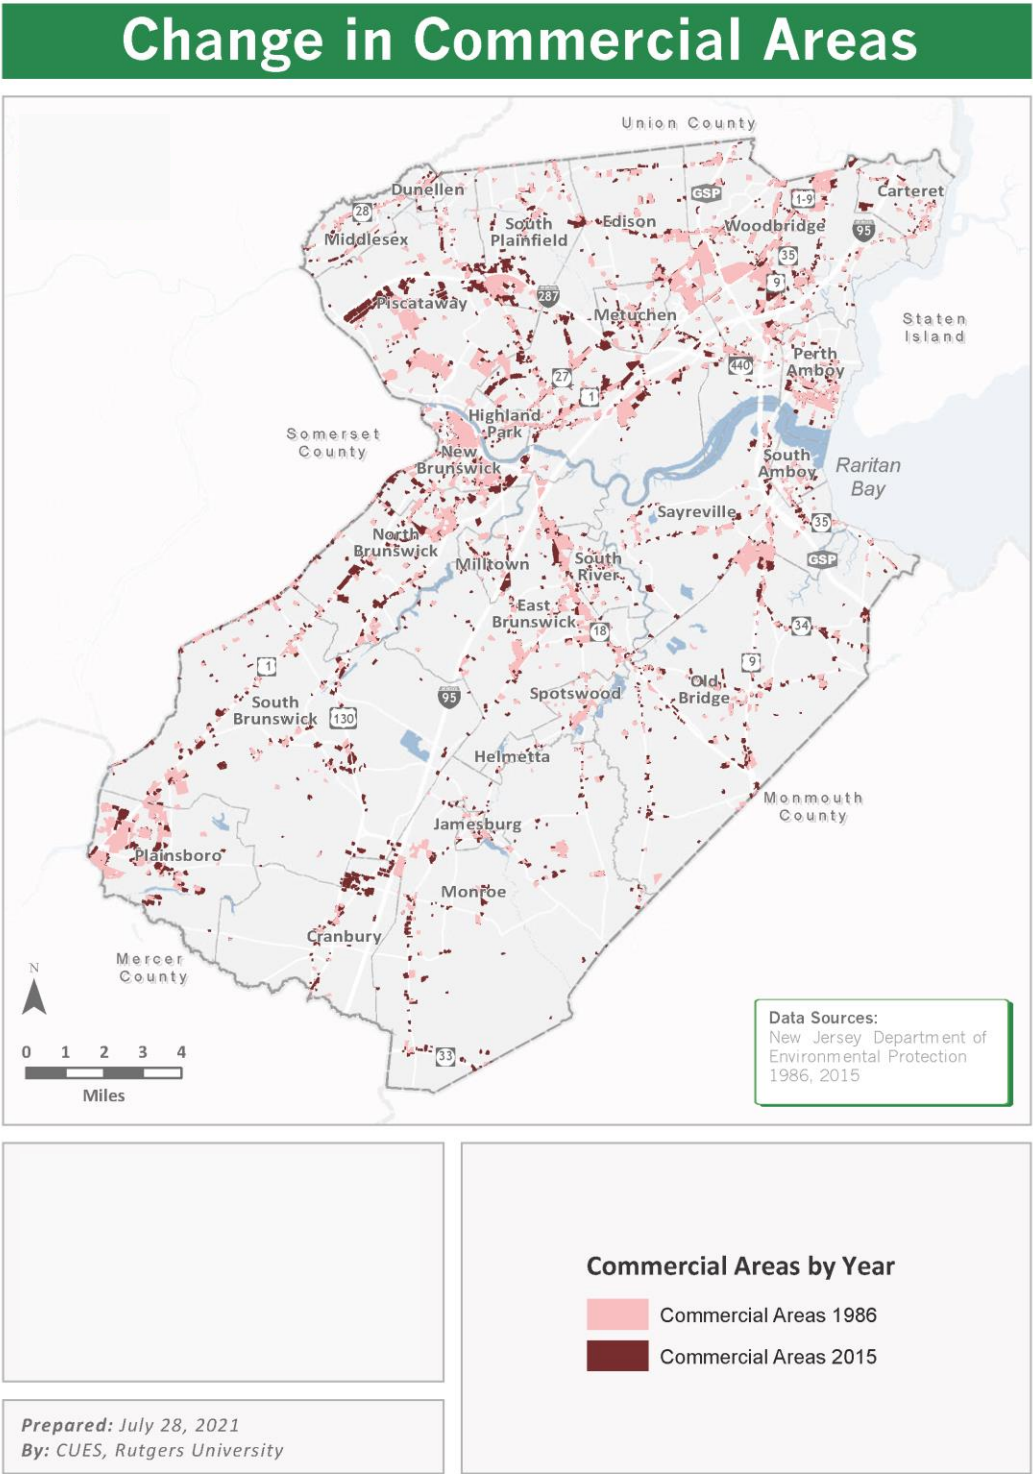 Change in Commercial Areas
Union County
Dunellen
28
Middlesex
South
Plainfield
Edison
GSP
1-9
Carteret
Woodbridge
95
35
9
287
Piscataway
Metuchen
Staten
Island
440
Perth
Amboy
27
1
Highland
Park
Somerset
County
New
Brunswick
South
Amboy
Raritan
Bay
Sayreville
35
North
Brunswick
Milltown
South
River
GSP
East
Brunswick
18
34
1
9
95
Spotswood
Old
Bridge
South
Brunswick
130
Helmetta
Monmouth
County
Jamesburg
Plainsboro
Monroe
Cranbury
Mercer
County
N
0 1 2 3 4
Miles
33
Data Sources:
New Jersey Department of
Environmental Protection
1986, 2015
Commercial Areas by Year
Commercial Areas 1986
Commercial Areas 2015
Prepared: July 28, 2021
By: CUES, Rutgers University